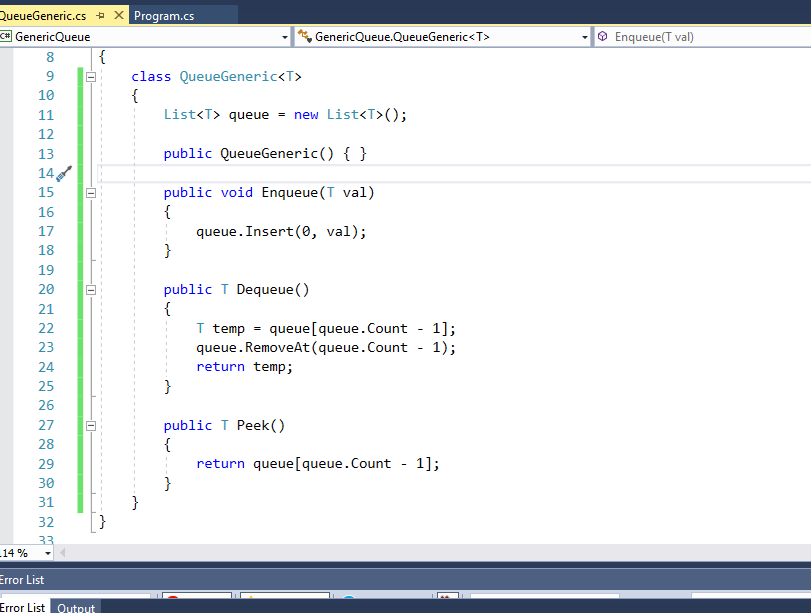 QueueGeneric.cs Program.cs
C# GenericQueue GenericQueue.QueueGeneric<T> Enqueue(T val)
8 {
9 class QueueGeneric<T>
10 {
11 List<T> queue = new List<T>();
12
13 public QueueGeneric() { }
14
15 public void Enqueue(T val)
16 {
17 queue.Insert(0, val);
18 }
19
20 public T Dequeue()
21 {
22 T temp = queue[queue.Count - 1];
23 queue.RemoveAt(queue.Count - 1);
24 return temp;
25 }
26
27 public T Peek()
28 {
29 return queue[queue.Count - 1];
30 }
31 }
32 }
33
114 %
Error List
Error List Output